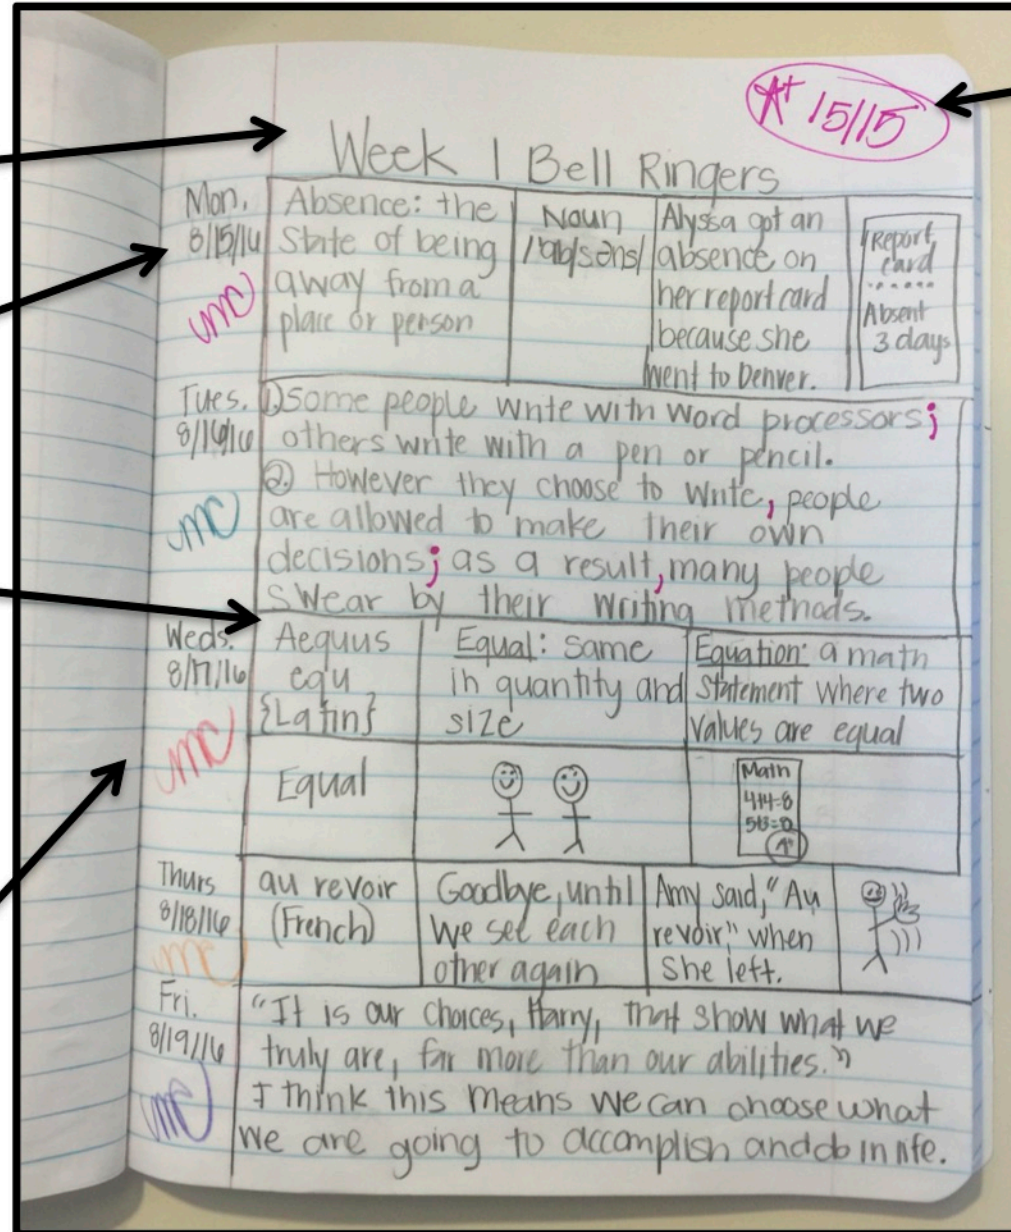 A+ 15/15
Week 1 Bell Ringers
Mon.
8/15/16
mc
Absence: the
State of being
away from a
place or person
Noun
/'ab/səns/
Alyssa got an
absence on
her report card
because she
went to Denver.
Report
card
Absent
3 days
Tues.
8/16/16
mc
1) Some people write with word processors;
others write with a pen or pencil.
2. However they choose to write, people
are allowed to make their own
decisions; as a result, many people
swear by their writing methods.
Weds.
8/17/16
mc
Aequus
equ
{Latin}
Equal: same
in quantity and
size
Equation: a math
statement where two
values are equal
Equal
Math
4+4=8
A+
Thurs
8/18/16
mc
au revoir
(French)
Goodbye, until
we see each
other again
Amy said, "Au
revoir," when
she left.
Fri.
8/19/16
mc
"It is our choices, Harry, that show what we
truly are, far more than our abilities."
I think this means we can choose what
we are going to accomplish and do in life.